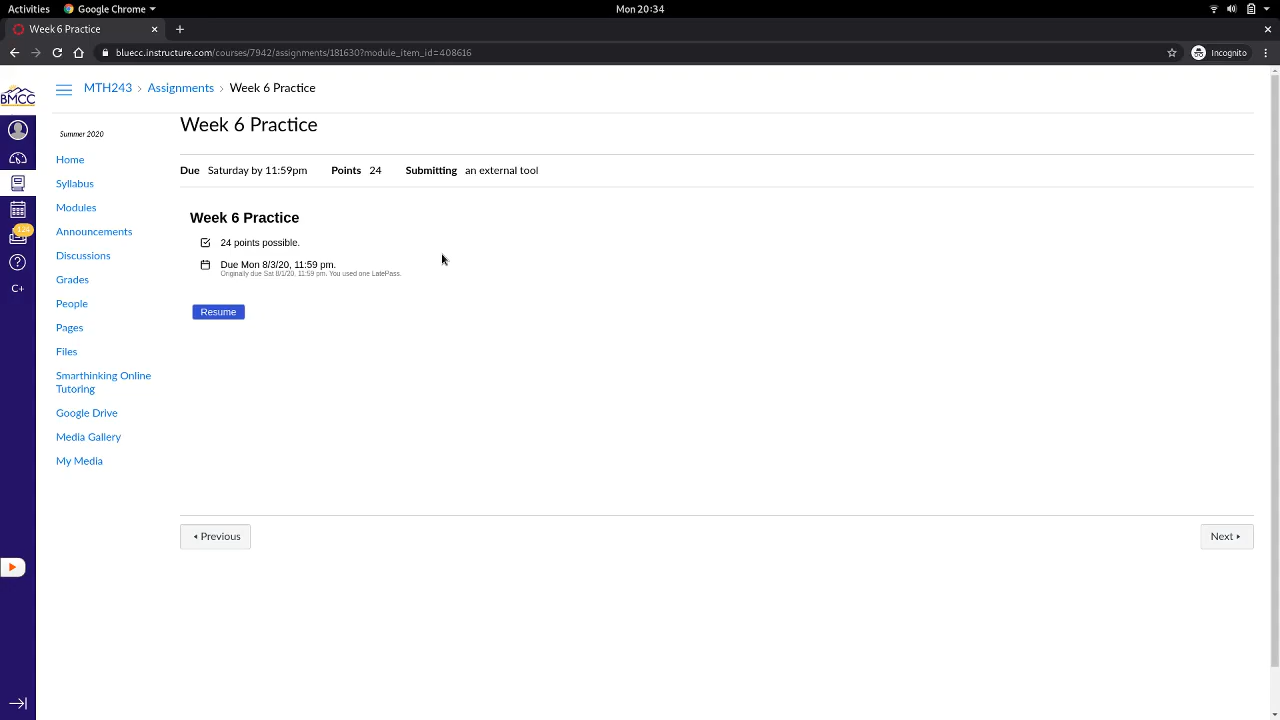 Activities
Google Chrome
Mon 20:34
Week 6 Practice
bluecc.instructure.com/courses/7942/assignments/181630?module_item_id=408616
Incognito
BMCC
MTH243 › Assignments › Week 6 Practice
Summer 2020
Home
Syllabus
Modules
Announcements
Discussions
Grades
People
Pages
Files
Smarthinking Online
Tutoring
Google Drive
Media Gallery
My Media
124
C+
Week 6 Practice
Due Saturday by 11:59pm Points 24 Submitting an external tool
Week 6 Practice
24 points possible.
Due Mon 8/3/20, 11:59 pm.
Originally due Sat 8/1/20, 11:59 pm. You used one LatePass.
Resume
Previous
Next